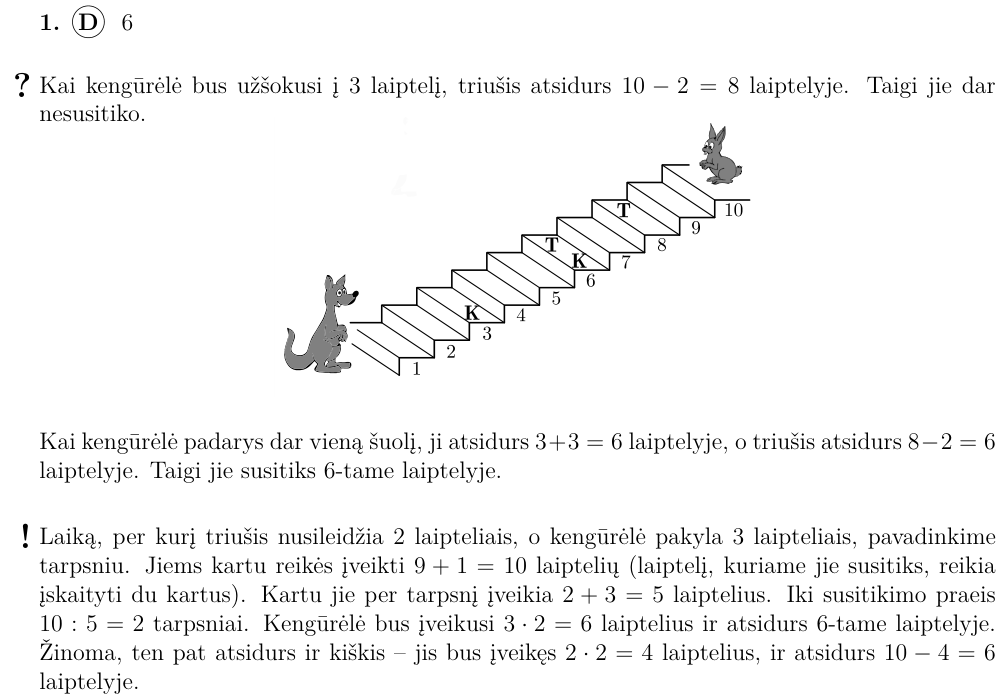 1. D 6
? Kai kengūrėlė bus užšokusi į 3 laiptelį, triušis atsidurs 10 − 2 = 8 laiptelyje. Taigi jie dar
nesusitiko.
10
T
9
8
T
7
K
6
5
K
4
3
2
1
Kai kengūrėlė padarys dar vieną šuolį, ji atsidurs 3+3 = 6 laiptelyje, o triušis atsidurs 8−2 = 6
laiptelyje. Taigi jie susitiks 6-tame laiptelyje.
! Laiką, per kurį triušis nusileidžia 2 laipteliais, o kengūrėlė pakyla 3 laipteliais, pavadinkime
tarpsniu. Jiems kartu reikės įveikti 9 + 1 = 10 laiptelių (laiptelį, kuriame jie susitiks, reikia
įskaityti du kartus). Kartu jie per tarpsnį įveikia 2 + 3 = 5 laiptelius. Iki susitikimo praeis
10 : 5 = 2 tarpsniai. Kengūrėlė bus įveikusi 3 · 2 = 6 laiptelius ir atsidurs 6-tame laiptelyje.
Žinoma, ten pat atsidurs ir kiškis – jis bus įveikęs 2 · 2 = 4 laiptelius, ir atsidurs 10 − 4 = 6
laiptelyje.